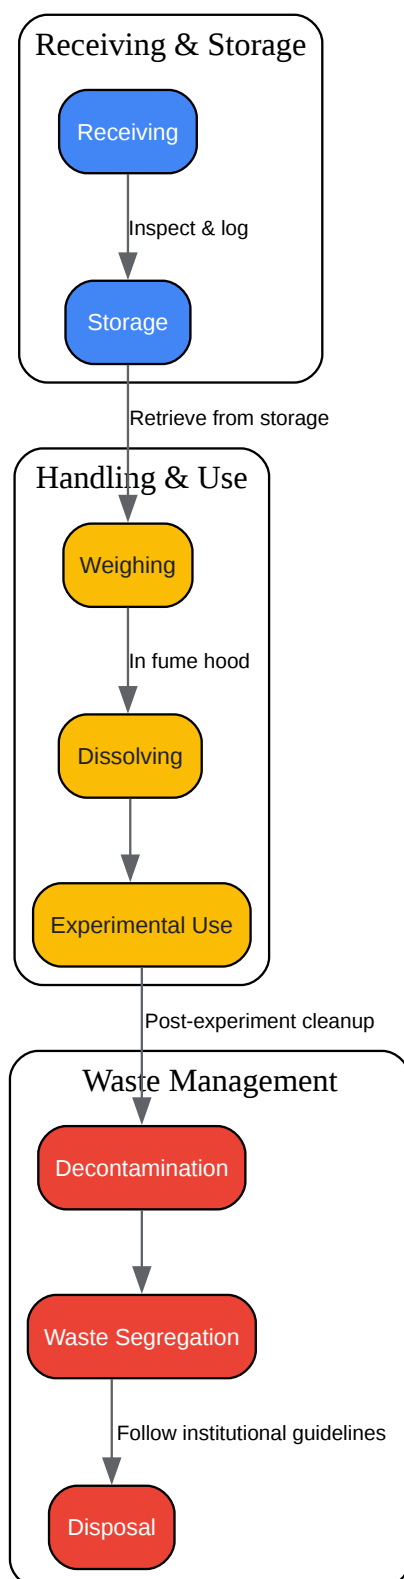 Receiving & Storage
Receiving
Inspect & log
Storage
Retrieve from storage
Handling & Use
Weighing
In fume hood
Dissolving
Experimental Use
Post-experiment cleanup
Waste Management
Decontamination
Waste Segregation
Follow institutional guidelines
Disposal